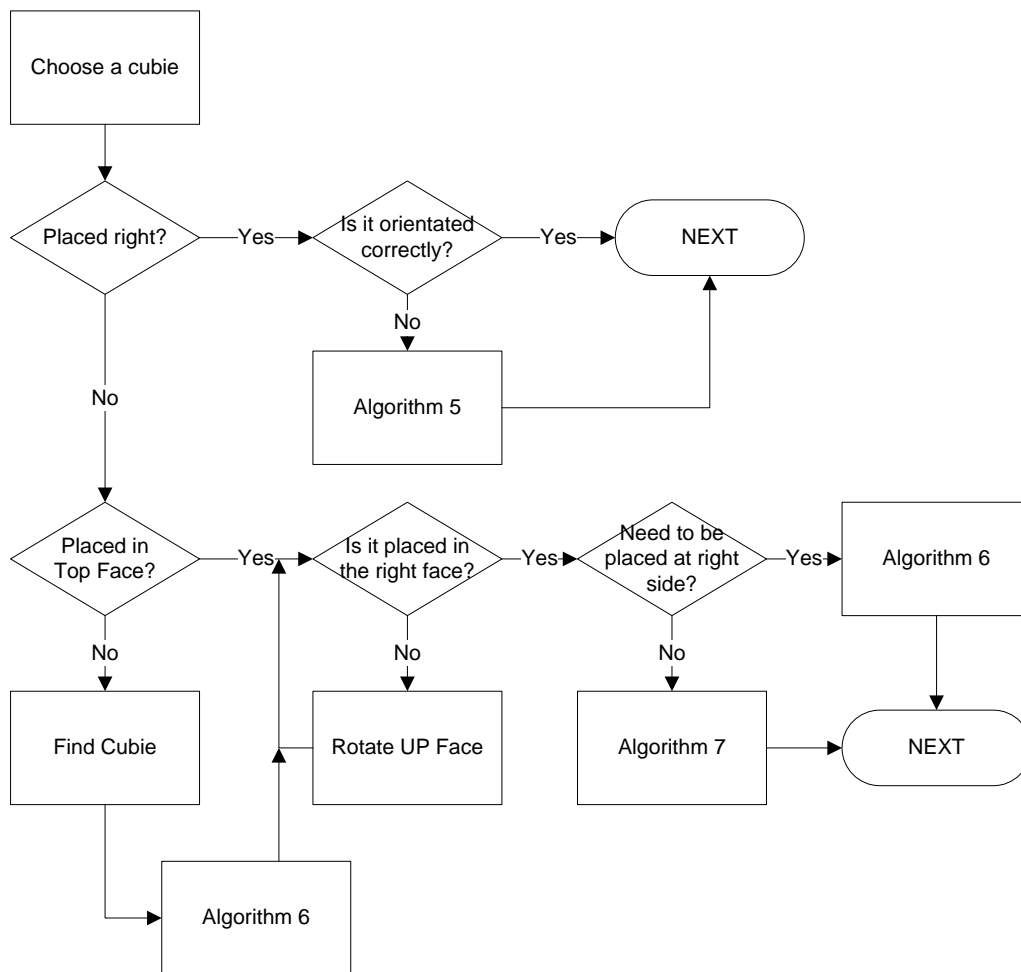 Choose a cubie
Placed right?
Yes
Is it orientated
correctly?
Yes
NEXT
No
Algorithm 5
No
Placed in
Top Face?
Yes
Is it placed in
the right face?
Yes
Need to be
placed at right
side?
Yes
Algorithm 6
No
No
No
Find Cubie
Rotate UP Face
Algorithm 7
NEXT
Algorithm 6